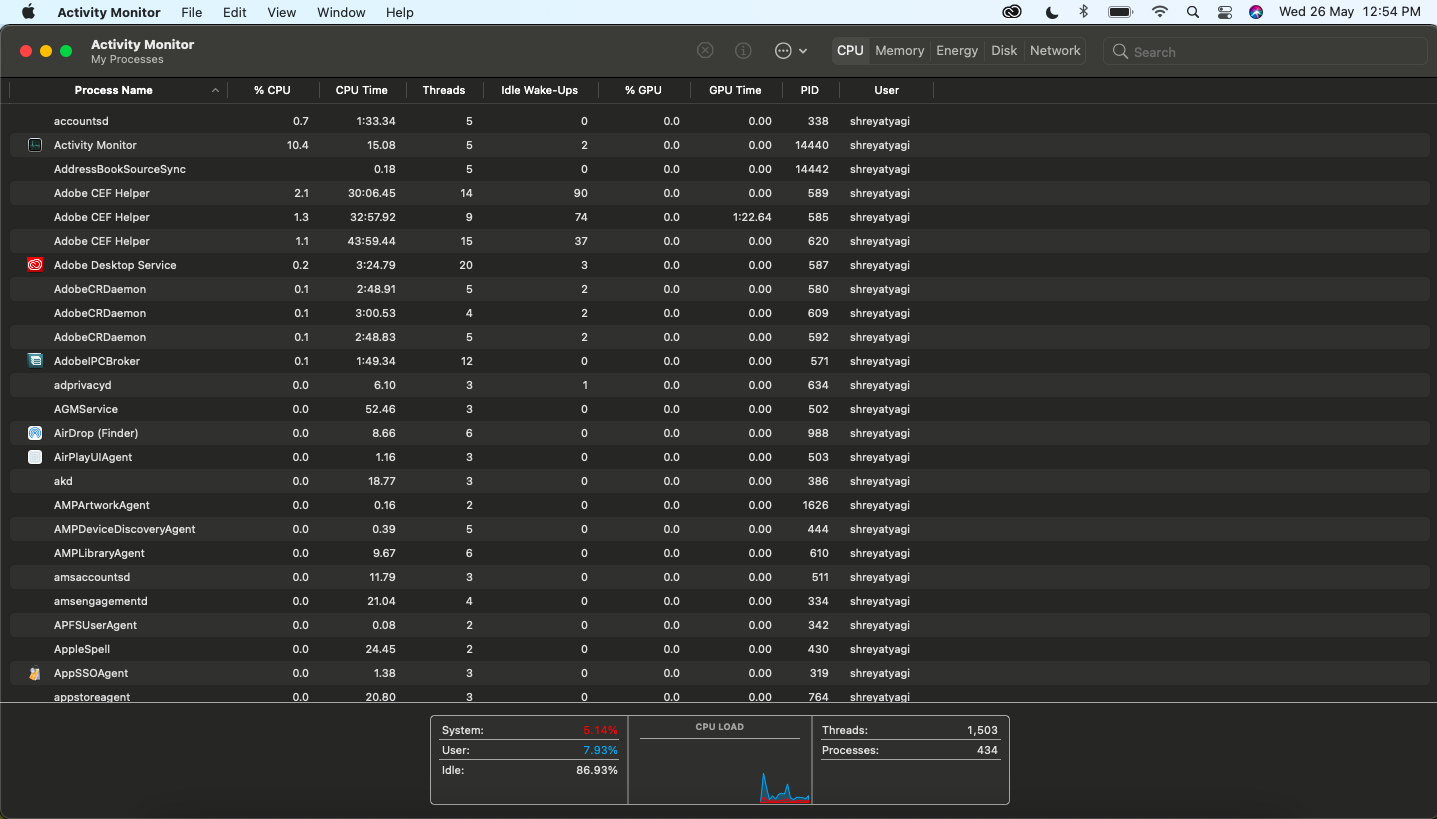 Activity Monitor File Edit View Window Help Wed 26 May 12:54 PM
Activity Monitor
My Processes
CPU Memory Energy Disk Network Search
Process Name % CPU CPU Time Threads Idle Wake-Ups % GPU GPU Time PID User
accountsd 0.7 1:33.34 5 0 0.0 0.00 338 shreyatyagi
Activity Monitor 10.4 15.08 5 2 0.0 0.00 14440 shreyatyagi
AddressBookSourceSync 0.18 5 0 0.0 0.00 14442 shreyatyagi
Adobe CEF Helper 2.1 30:06.45 14 90 0.0 0.00 589 shreyatyagi
Adobe CEF Helper 1.3 32:57.92 9 74 0.0 1:22.64 585 shreyatyagi
Adobe CEF Helper 1.1 43:59.44 15 37 0.0 0.00 620 shreyatyagi
Adobe Desktop Service 0.2 3:24.79 20 3 0.0 0.00 587 shreyatyagi
AdobeCRDaemon 0.1 2:48.91 5 2 0.0 0.00 580 shreyatyagi
AdobeCRDaemon 0.1 3:00.53 4 2 0.0 0.00 609 shreyatyagi
AdobeCRDaemon 0.1 2:48.83 5 2 0.0 0.00 592 shreyatyagi
AdobeIPCBroker 0.1 1:49.34 12 0 0.0 0.00 571 shreyatyagi
adprivacyd 0.0 6.10 3 1 0.0 0.00 634 shreyatyagi
AGMService 0.0 52.46 3 0 0.0 0.00 502 shreyatyagi
AirDrop (Finder) 0.0 8.66 6 0 0.0 0.00 988 shreyatyagi
AirPlayUIAgent 0.0 1.16 3 0 0.0 0.00 503 shreyatyagi
akd 0.0 18.77 3 0 0.0 0.00 386 shreyatyagi
AMPArtworkAgent 0.0 0.16 2 0 0.0 0.00 1626 shreyatyagi
AMPDeviceDiscoveryAgent 0.0 0.39 5 0 0.0 0.00 444 shreyatyagi
AMPLibraryAgent 0.0 9.67 6 0 0.0 0.00 610 shreyatyagi
amsaccountsd 0.0 11.79 3 0 0.0 0.00 511 shreyatyagi
amsengagementd 0.0 21.04 4 0 0.0 0.00 334 shreyatyagi
APFSUserAgent 0.0 0.08 2 0 0.0 0.00 342 shreyatyagi
AppleSpell 0.0 24.45 2 0 0.0 0.00 430 shreyatyagi
AppSSOAgent 0.0 1.38 3 0 0.0 0.00 319 shreyatyagi
appstoreagent 0.0 20.80 3 0 0.0 0.00 764 shreyatyagi
System: 5.14% CPU LOAD Threads: 1,503
User: 7.93% Processes: 434
Idle: 86.93%